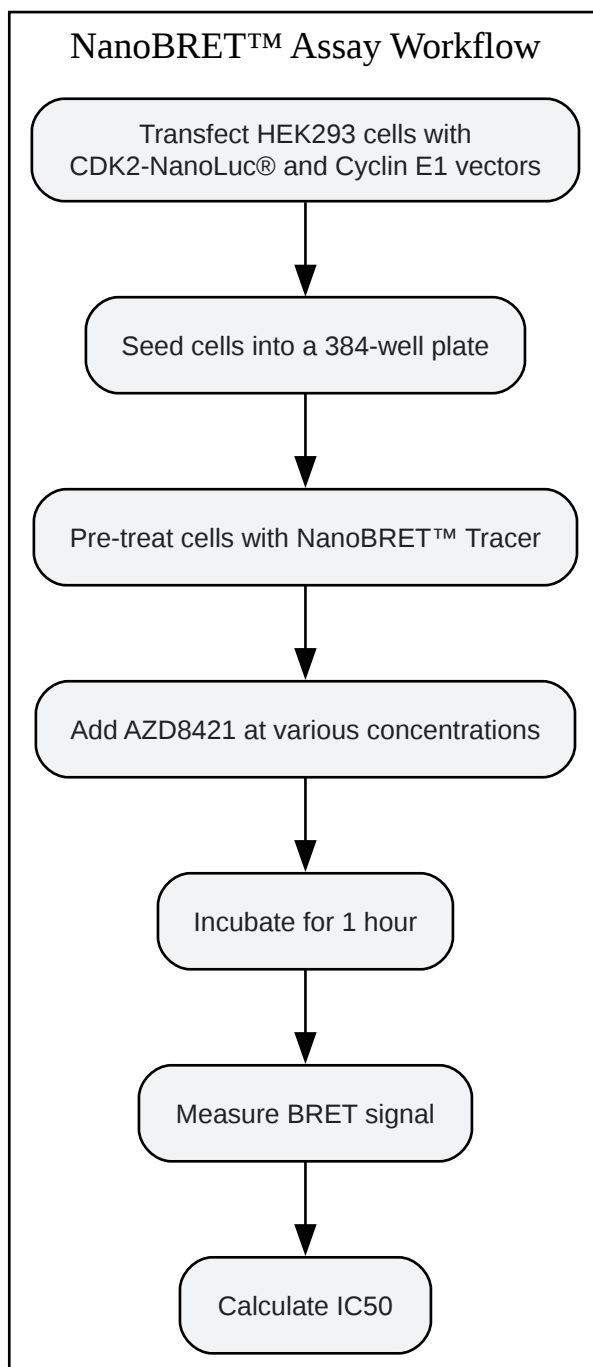 NanoBRET™ Assay Workflow
Transfect HEK293 cells with
CDK2-NanoLuc® and Cyclin E1 vectors
Seed cells into a 384-well plate
Pre-treat cells with NanoBRET™ Tracer
Add AZD8421 at various concentrations
Incubate for 1 hour
Measure BRET signal
Calculate IC50